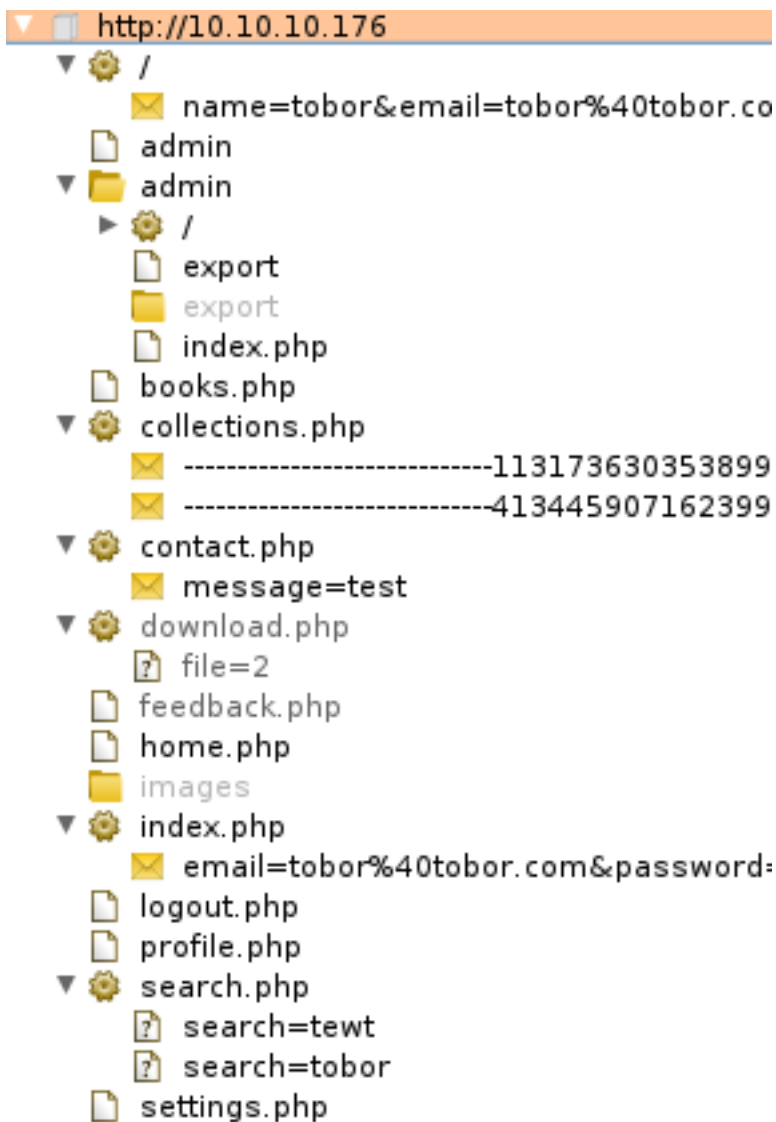 http://10.10.10.176
/
name=tobor&email=tobor%40tobor.co
admin
admin
/
export
export
index.php
books.php
collections.php
-----------------------------113173630353899
-----------------------------413445907162399
contact.php
message=test
download.php
file=2
feedback.php
home.php
images
index.php
email=tobor%40tobor.com&password=
logout.php
profile.php
search.php
search=tewt
search=tobor
settings.php